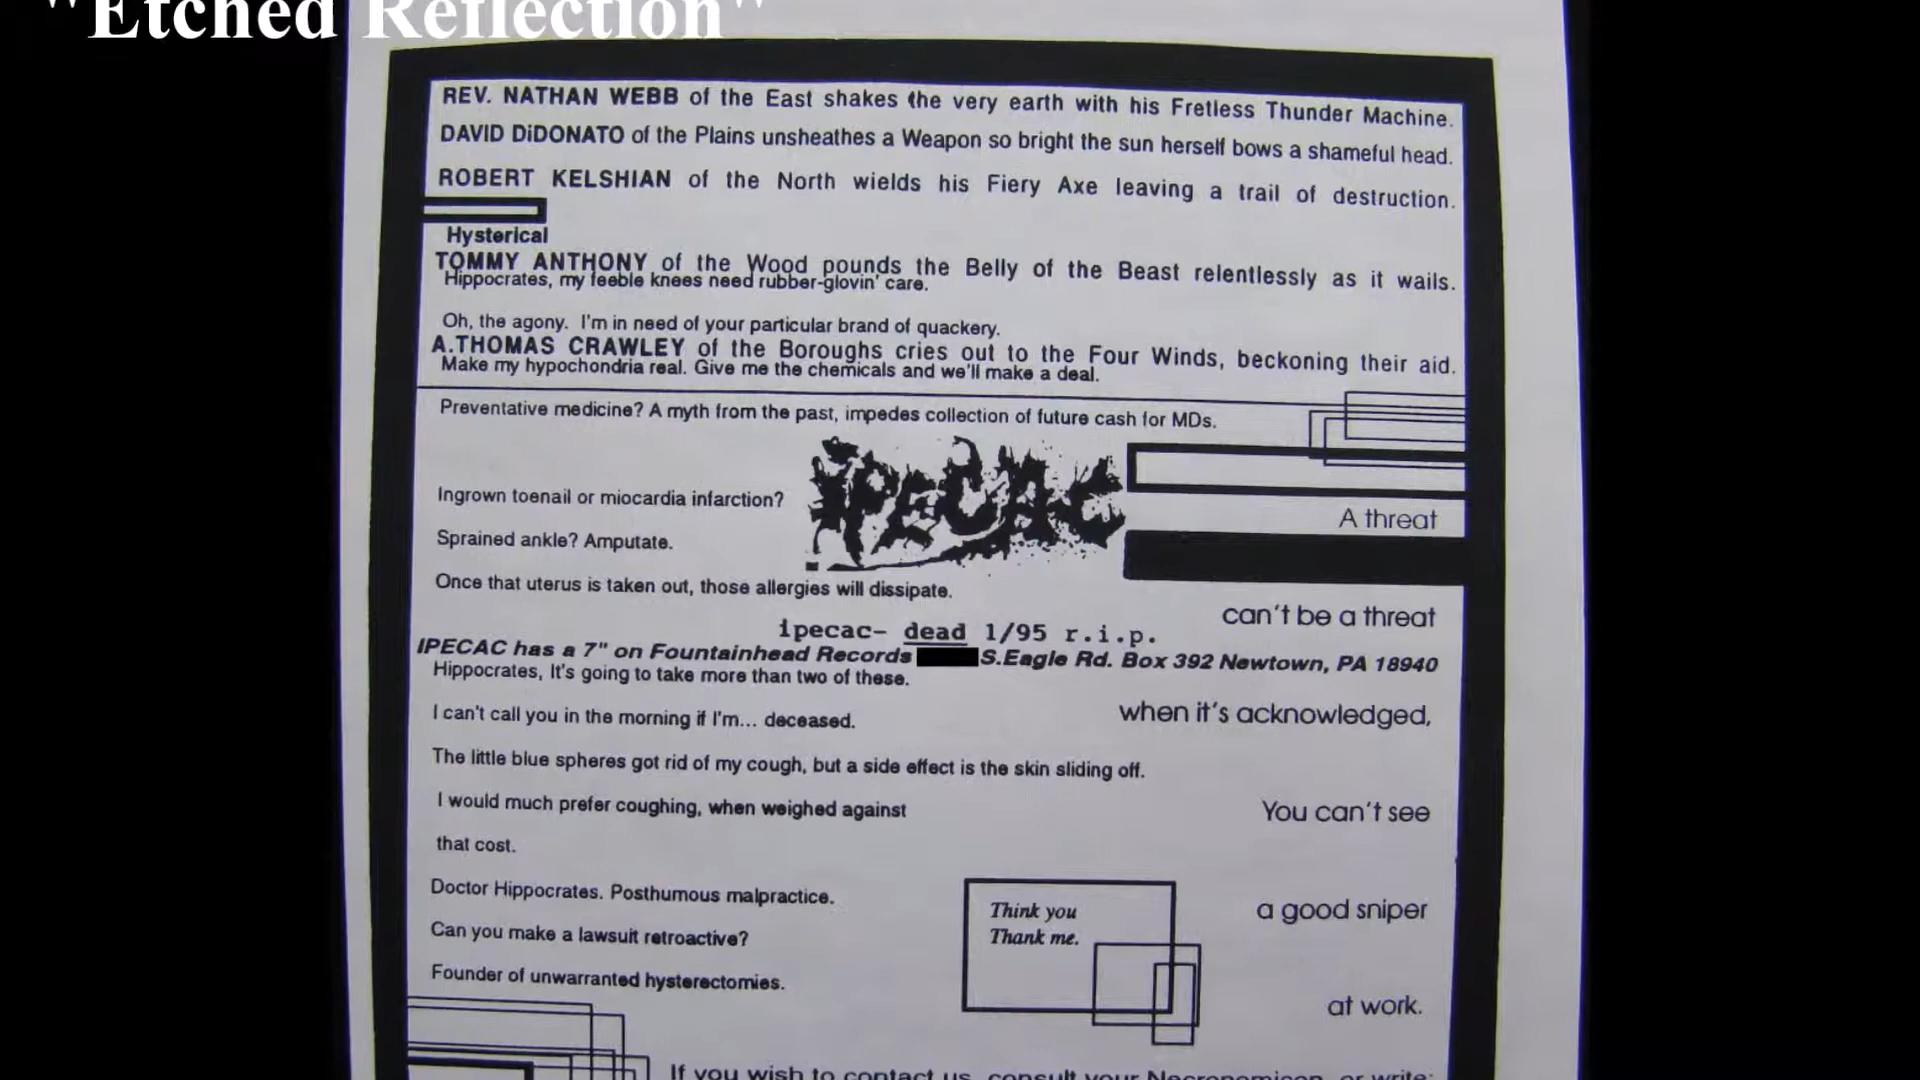 "Etched Reflection"
REV. NATHAN WEBB of the East shakes the very earth with his Fretless Thunder Machine.
DAVID DiDONATO of the Plains unsheathes a Weapon so bright the sun herself bows a shameful head.
ROBERT KELSHIAN of the North wields his Fiery Axe leaving a trail of destruction.
Hysterical
TOMMY ANTHONY of the Wood pounds the Belly of the Beast relentlessly as it wails.
Hippocrates, my feeble knees need rubber-glovin' care.
Oh, the agony. I'm in need of your particular brand of quackery.
A.THOMAS CRAWLEY of the Boroughs cries out to the Four Winds, beckoning their aid.
Make my hypochondria real. Give me the chemicals and we'll make a deal.
Preventative medicine? A myth from the past, impedes collection of future cash for MDs.
ipecac
Ingrown toenail or miocardia infarction?
A threat
Sprained ankle? Amputate.
Once that uterus is taken out, those allergies will dissipate.
can't be a threat
ipecac- dead 1/95 r.i.p.
IPECAC has a 7" on Fountainhead Records S.Eagle Rd. Box 392 Newtown, PA 18940
Hippocrates, It's going to take more than two of these.
I can't call you in the morning if I'm... deceased.
when it's acknowledged,
The little blue spheres got rid of my cough, but a side effect is the skin sliding off.
I would much prefer coughing, when weighed against
You can't see
that cost.
Doctor Hippocrates. Posthumous malpractice.
Think you
Thank me.
a good sniper
Can you make a lawsuit retroactive?
Founder of unwarranted hysterectomies.
at work.
If you wish to contact us, consult your Necronomicon, or write: